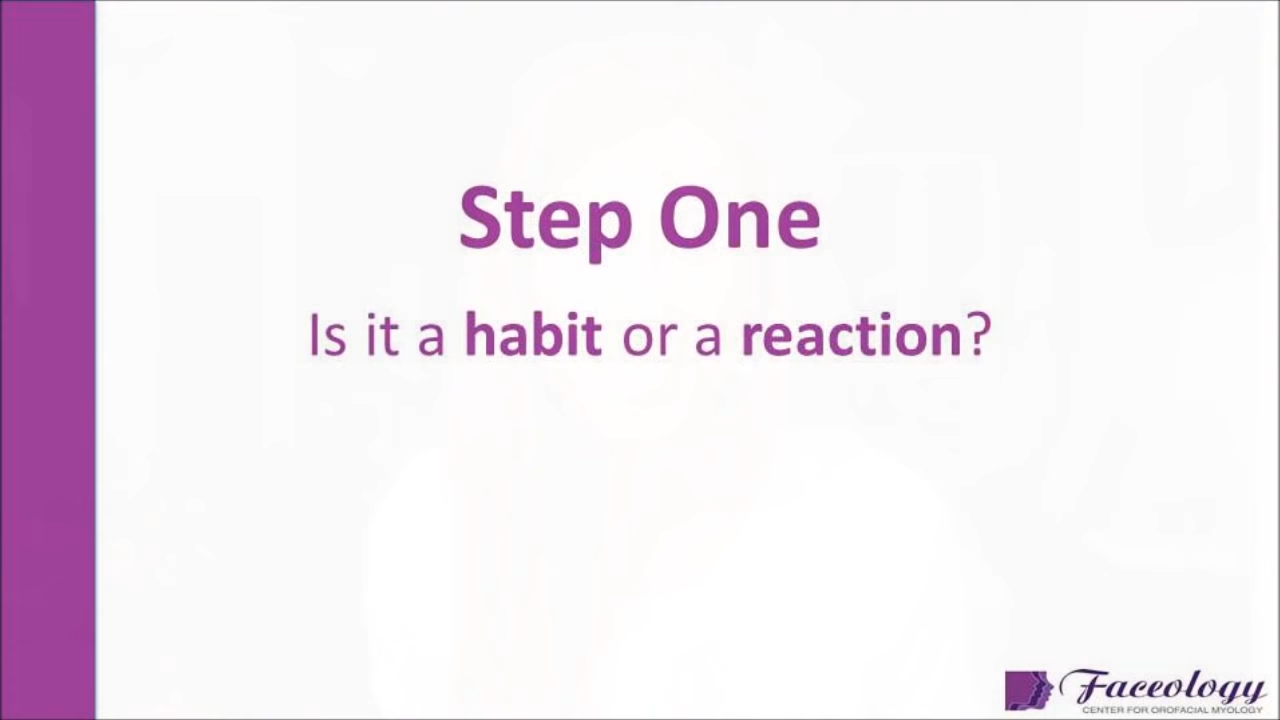 Step One
Is it a habit or a reaction?
Faceology
CENTER FOR OROFACIAL MYOLOGY